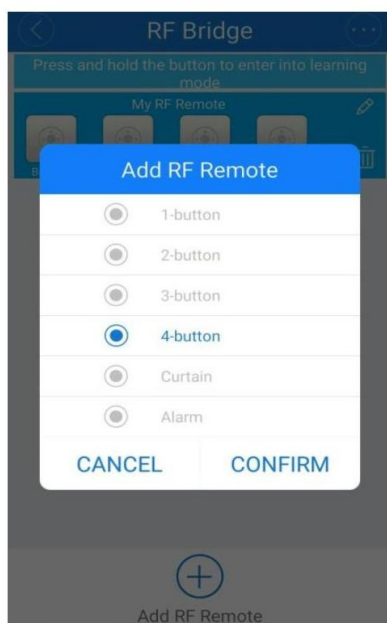 RF Bridge
Press and hold the button to enter into learning
mode
My RF Remote
Add RF Remote
1-button
2-button
3-button
4-button
Curtain
Alarm
CANCEL
CONFIRM
Add RF Remote